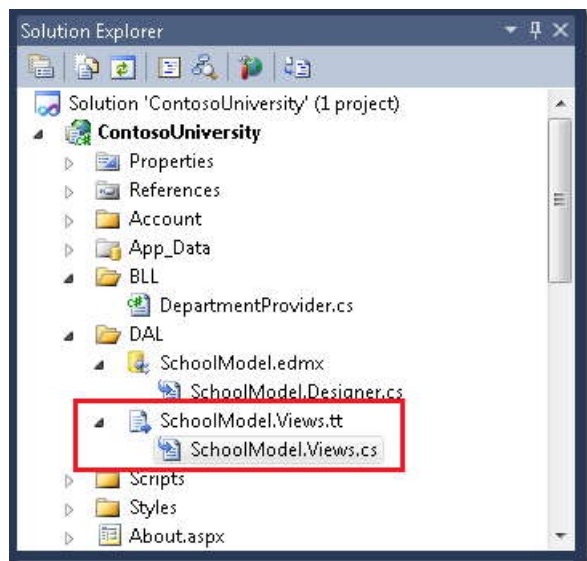 Solution Explorer
Solution 'ContosoUniversity' (1 project)
ContosoUniversity
Properties
References
Account
App_Data
BLL
DepartmentProvider.cs
DAL
SchoolModel.edmx
SchoolModel.Designer.cs
SchoolModel.Views.tt
SchoolModel.Views.cs
Scripts
Styles
About.aspx